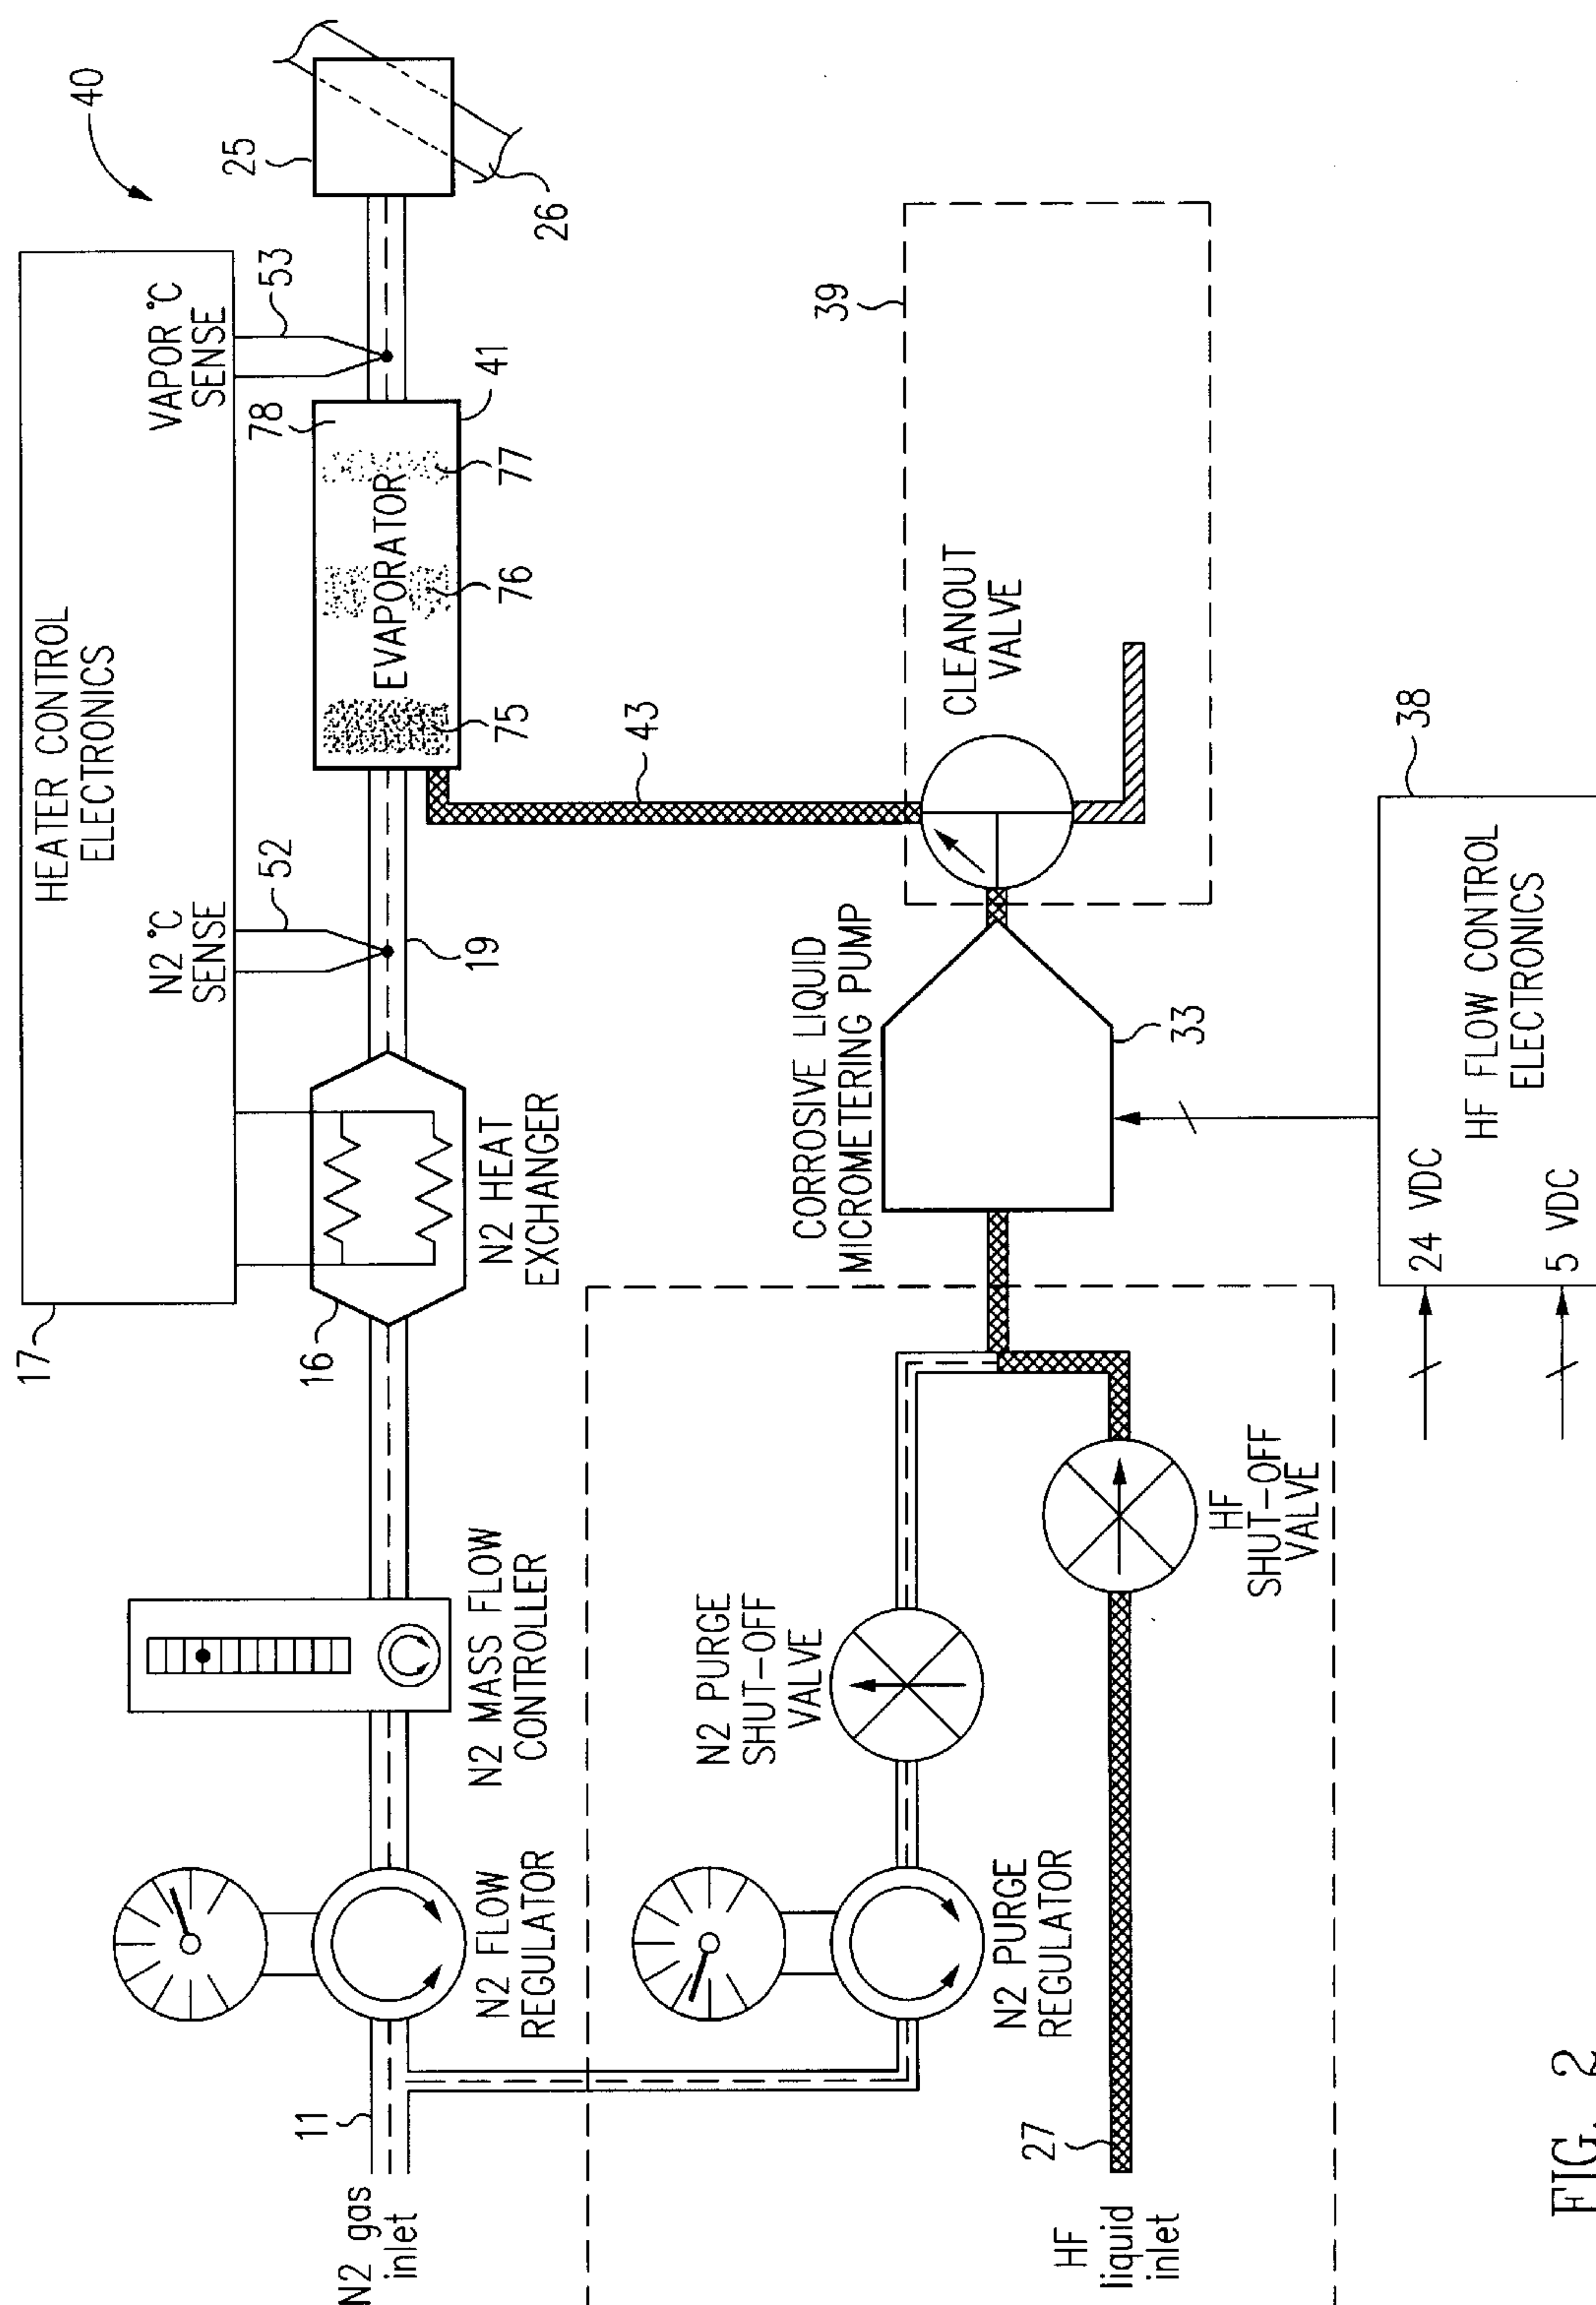 40
17
HEATER CONTROL
ELECTRONICS
N2 °C
SENSE
52
VAPOR °C
SENSE
53
25
26
11
N2 gas
inlet
N2 FLOW
REGULATOR
N2 MASS FLOW
CONTROLLER
16
N2 HEAT
EXCHANGER
19
EVAPORATOR
75
76
77
78
41
43
39
CLEANOUT
VALVE
N2 PURGE
REGULATOR
N2 PURGE
SHUT-OFF
VALVE
CORROSIVE LIQUID
MICROMETERING PUMP
33
27
HF
liquid
inlet
HF
SHUT-OFF
VALVE
38
24 VDC
HF FLOW CONTROL
ELECTRONICS
5 VDC
FIG. 2